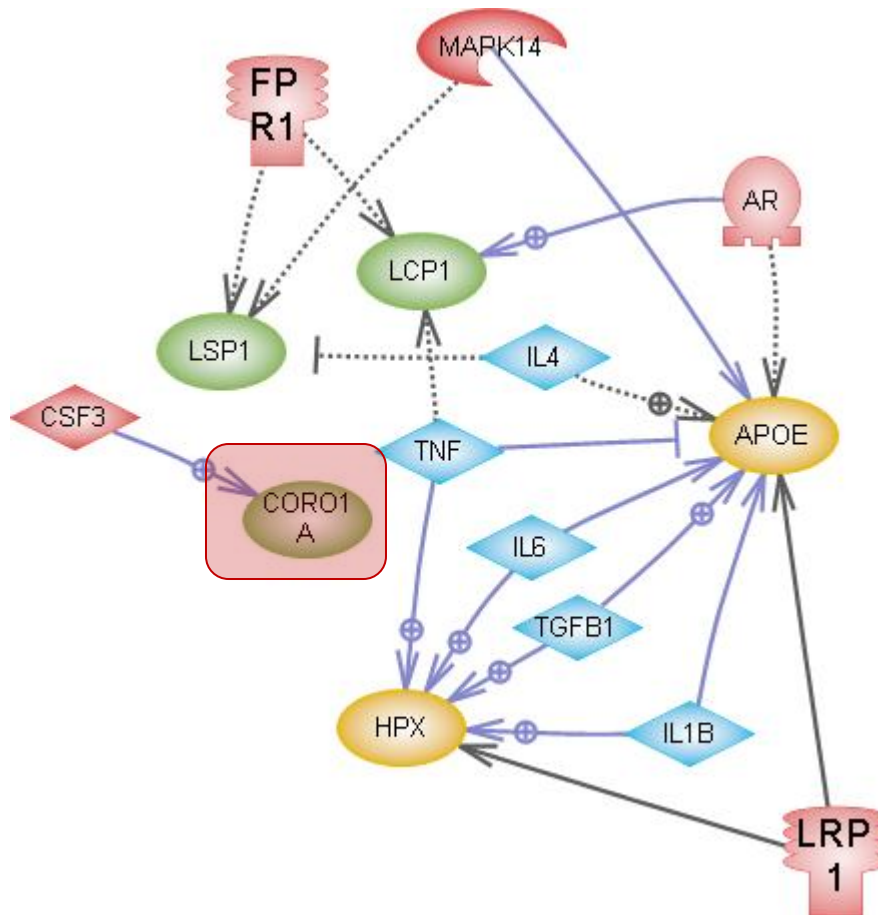 MAPK14
FP
R1
AR
LCP1
LSP1
IL4
CSF3
TNF
APOE
CORO1
A
IL6
TGFB1
HPX
IL1B
LRP
1